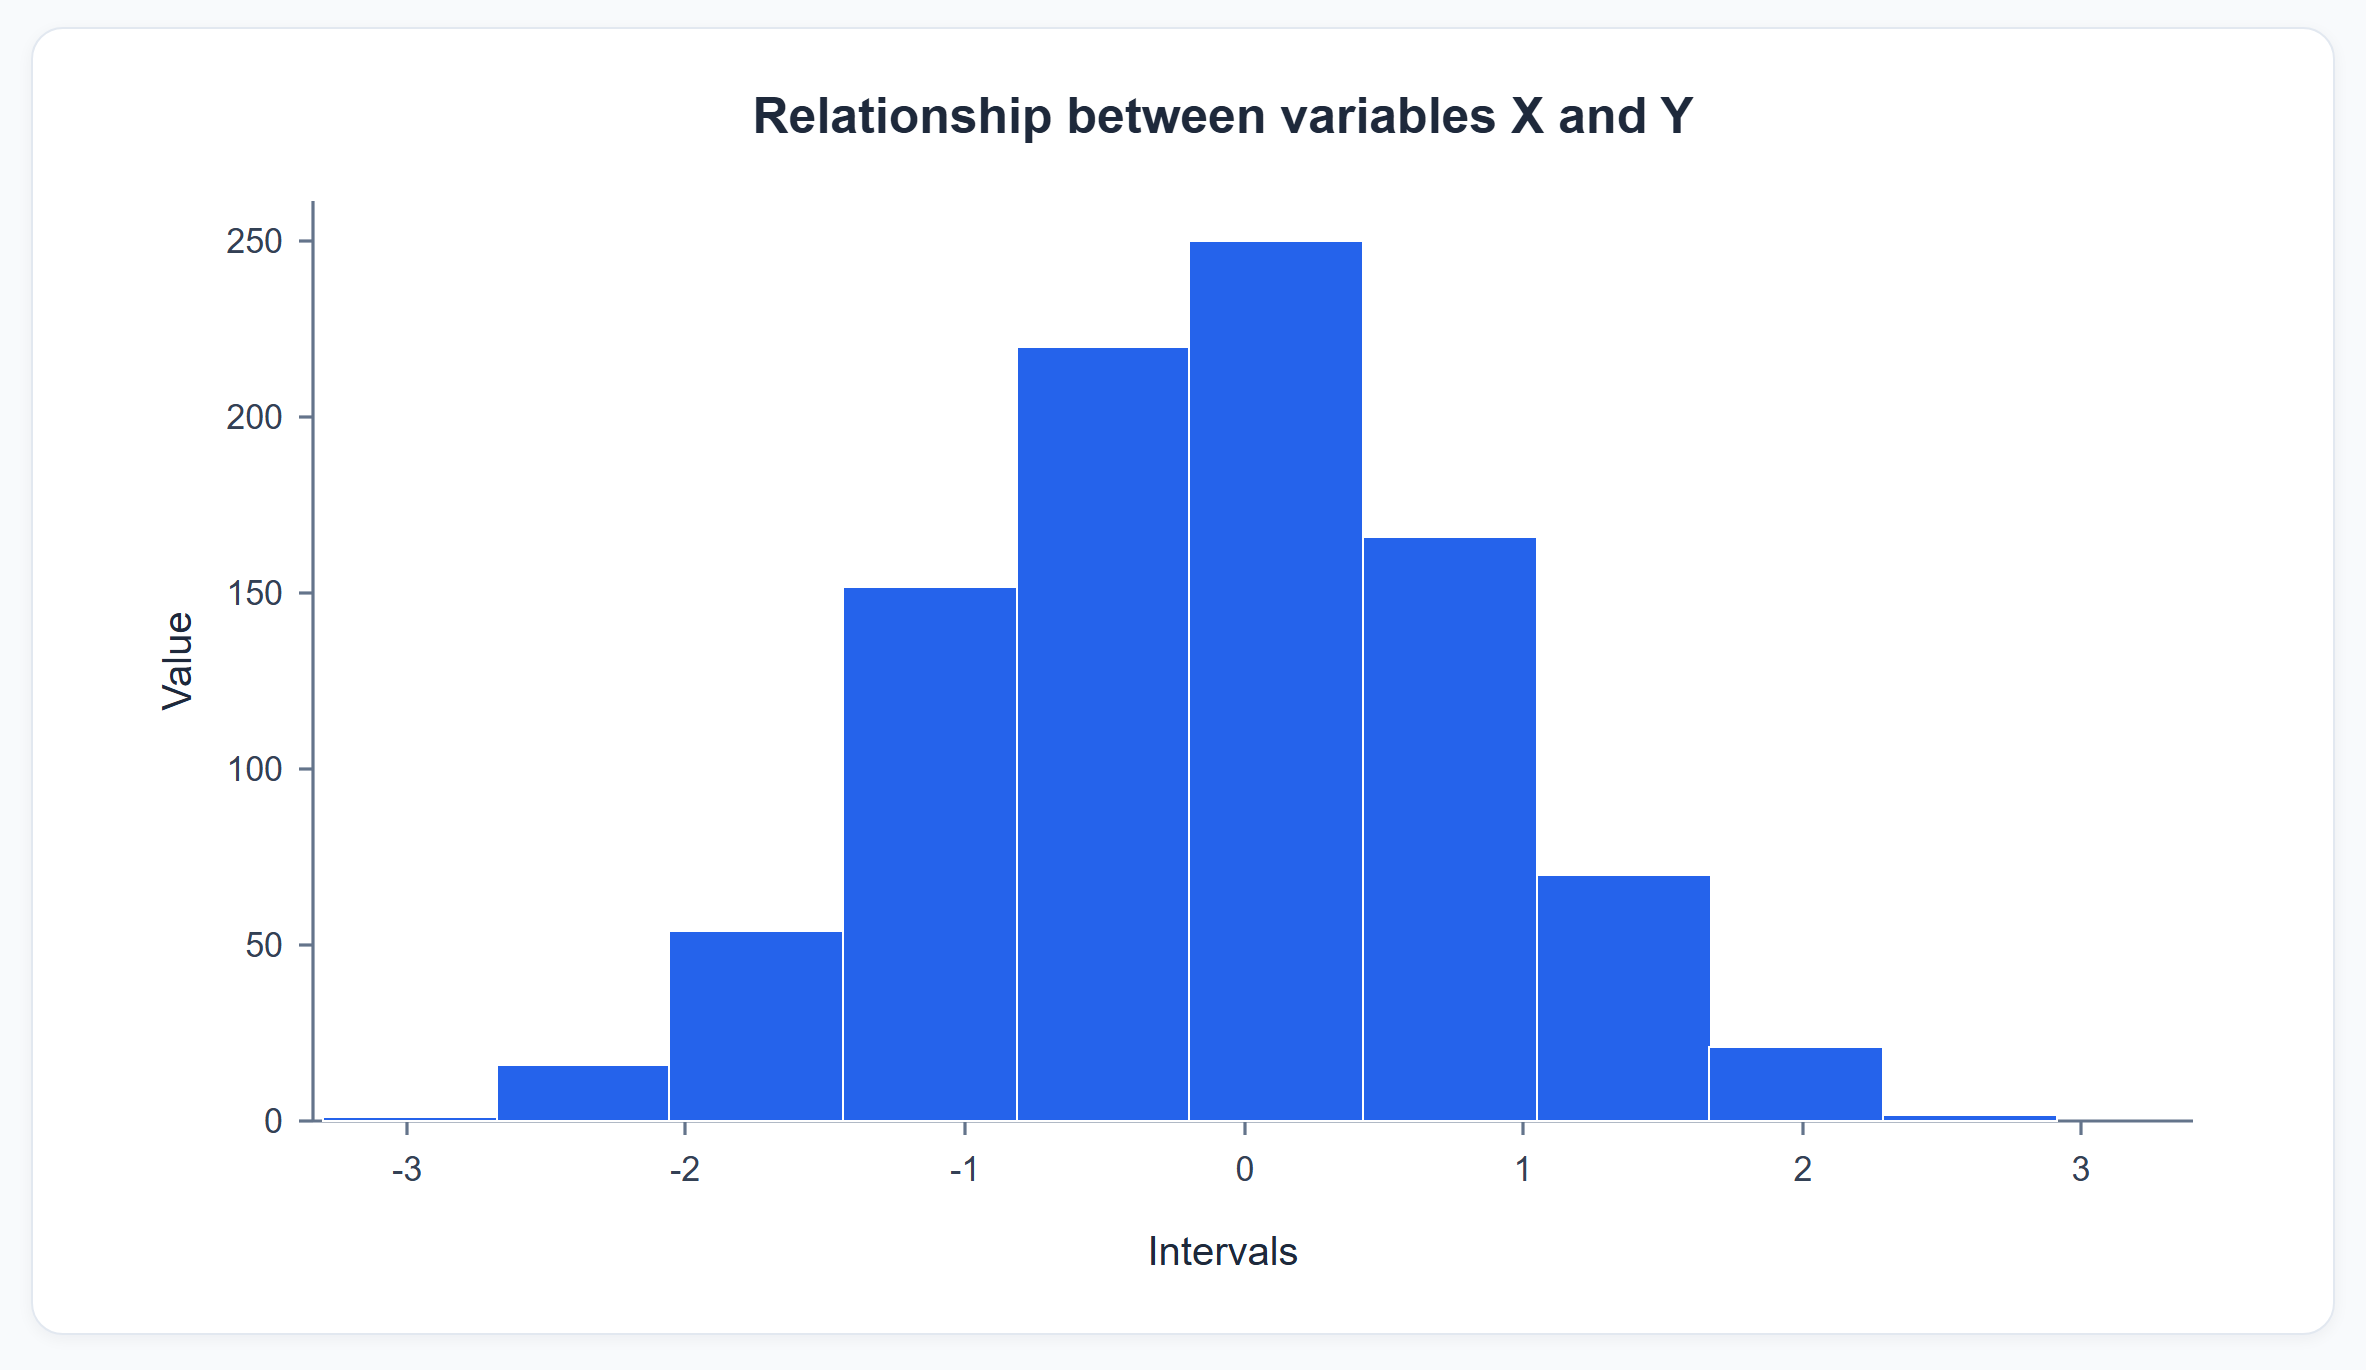 Relationship between variables X and Y
250
200
150
100
50
0
Value
-3 -2 -1 0 1 2 3
Intervals